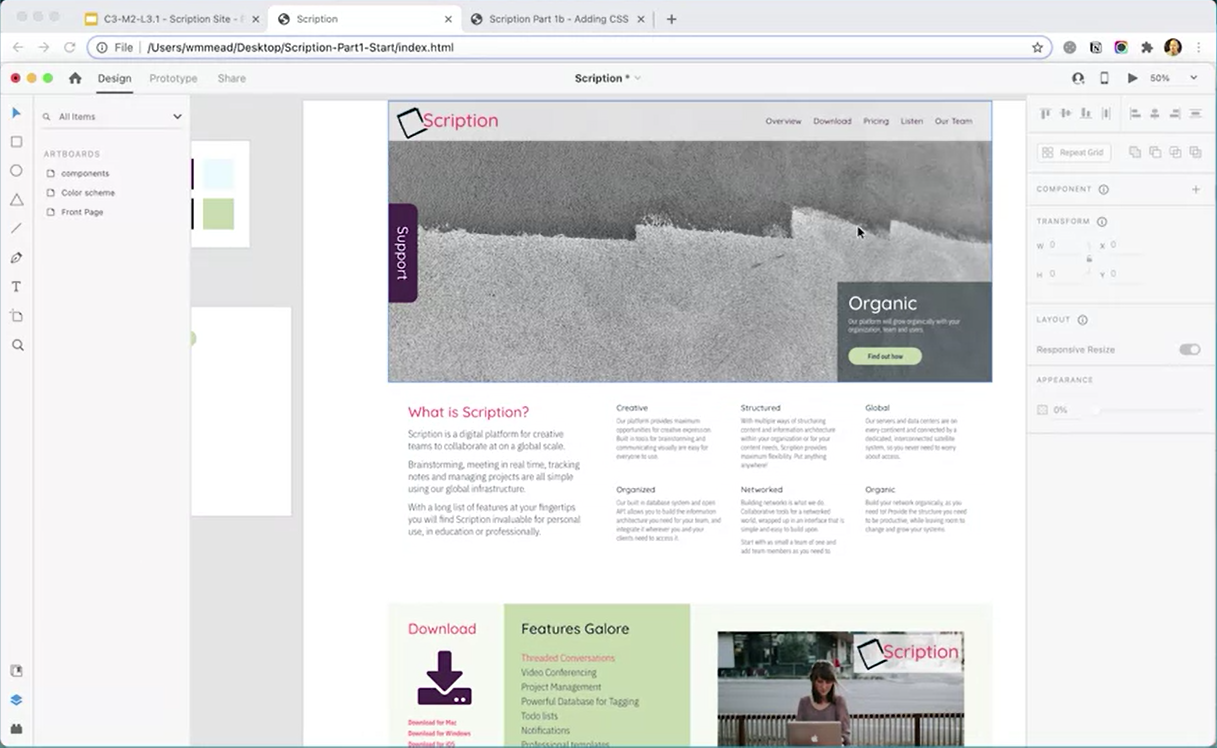 C3-M2-L3.1 - Scription Site -
Scription
Scription Part 1b - Adding CSS
File
/Users/wmmead/Desktop/Scription-Part1-Start/index.html
Design
Prototype
Share
Scription *
50%
All Items
ARTBOARDS
components
Color scheme
Front Page
Scription
Overview
Download
Pricing
Listen
Our Team
Support
Organic
Our platform will grow organically with your
organization, team and users.
Find out how
What is Scription?
Scription is a digital platform for creative
teams to collaborate at on a global scale.
Brainstorming, meeting in real time, tracking
notes and managing projects are all simple
using our global infrastructure.
With a long list of features at your fingertips
you will find Scription invaluable for personal
use, in education or professionally.
Creative
Our platform provides maximum
opportunities for creative expression.
Built in tools for brainstorming and
communicating visually are easy for
everyone to use.
Structured
With multiple ways of structuring
content and information architecture
within your organization or for your
content needs, Scription provides
maximum flexibility. Put anything
anywhere!
Global
Our servers and data centers are on
every continent and connected by a
dedicated, interconnected satellite
system, so you never need to worry
about access.
Organized
Our built in database system and open
API allows you to build the information
architecture you need for your team, and
integrate it wherever you and your
clients need to access it.
Networked
Building networks is what we do.
Collaborative tools for a networked
world, wrapped up in an interface that is
simple and easy to build upon.
Start with as small a team of one and
add team members as you need to
Organic
Build your network organically, as you
need to! Provide the structure you need
to be productive, while leaving room to
change and grow your systems.
Download
Download for Mac
Download for Windows
Download for iOS
Features Galore
Threaded Conversations
Video Conferencing
Project Management
Powerful Database for Tagging
Todo lists
Notifications
Professional templates
Scription
Repeat Grid
COMPONENT
TRANSFORM
W 0
X 0
H 0
Y 0
LAYOUT
Responsive Resize
APPEARANCE
0%